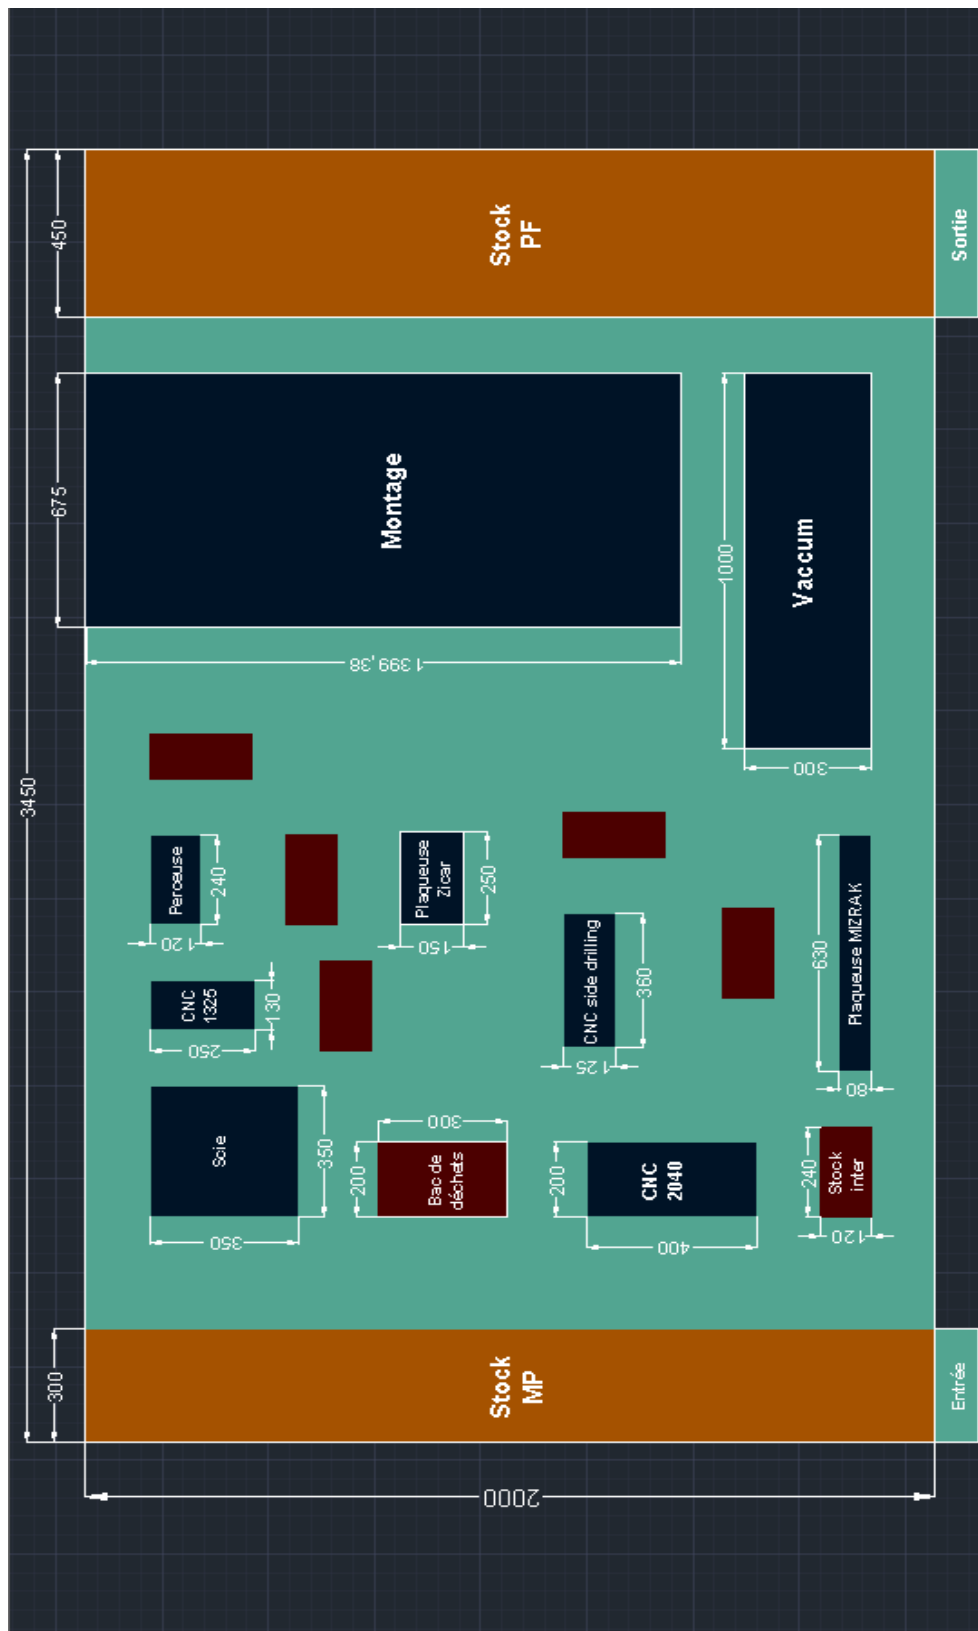 Stock
PF
Sortie
450
675
3450
Montage
1399,38
Vaccum
1000
300
Perceuse
240
120
Plaqueuse
Zicar
250
150
CNC
1325
130
250
CNC side drilling
360
125
Plaqueuse MIZRAK
630
80
Scie
350
350
Bac de
déchets
300
200
CNC
2040
200
400
Stock
inter
240
120
300
Stock
MP
Entrée
2000